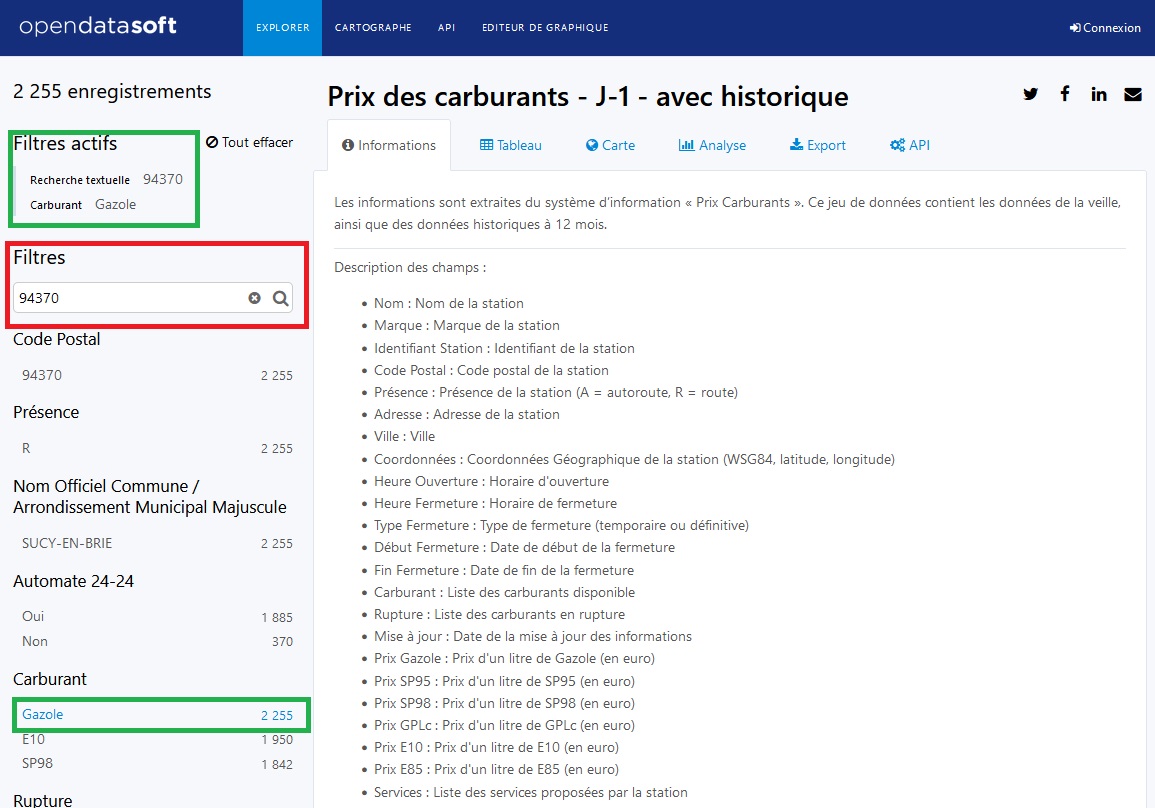 opendatasoft
EXPLORER
CARTOGRAPHE
API
EDITEUR DE GRAPHIQUE
Connexion
2 255 enregistrements
Filtres actifs
Tout effacer
Recherche textuelle 94370
Carburant Gazole
Filtres
94370
Code Postal
94370 2 255
Présence
R 2 255
Nom Officiel Commune /
Arrondissement Municipal Majuscule
SUCY-EN-BRIE 2 255
Automate 24-24
Oui 1 885
Non 370
Carburant
Gazole 2 255
E10 1 950
SP98 1 842
Rupture
Prix des carburants - J-1 - avec historique
Informations
Tableau
Carte
Analyse
Export
API
Les informations sont extraites du système d'information « Prix Carburants ». Ce jeu de données contient les données de la veille,
ainsi que des données historiques à 12 mois.
Description des champs :
• Nom : Nom de la station
• Marque : Marque de la station
• Identifiant Station : Identifiant de la station
• Code Postal : Code postal de la station
• Présence : Présence de la station (A = autoroute, R = route)
• Adresse : Adresse de la station
• Ville : Ville
• Coordonnées : Coordonnées Géographique de la station (WSG84, latitude, longitude)
• Heure Ouverture : Horaire d'ouverture
• Heure Fermeture : Horaire de fermeture
• Type Fermeture : Type de fermeture (temporaire ou définitive)
• Début Fermeture : Date de début de la fermeture
• Fin Fermeture : Date de fin de la fermeture
• Carburant : Liste des carburants disponible
• Rupture : Liste des carburants en rupture
• Mise à jour : Date de la mise à jour des informations
• Prix Gazole : Prix d'un litre de Gazole (en euro)
• Prix SP95 : Prix d'un litre de SP95 (en euro)
• Prix SP98 : Prix d'un litre de SP98 (en euro)
• Prix GPLc : Prix d'un litre de GPLc (en euro)
• Prix E10 : Prix d'un litre de E10 (en euro)
• Prix E85 : Prix d'un litre de E85 (en euro)
• Services : Liste des services proposées par la station